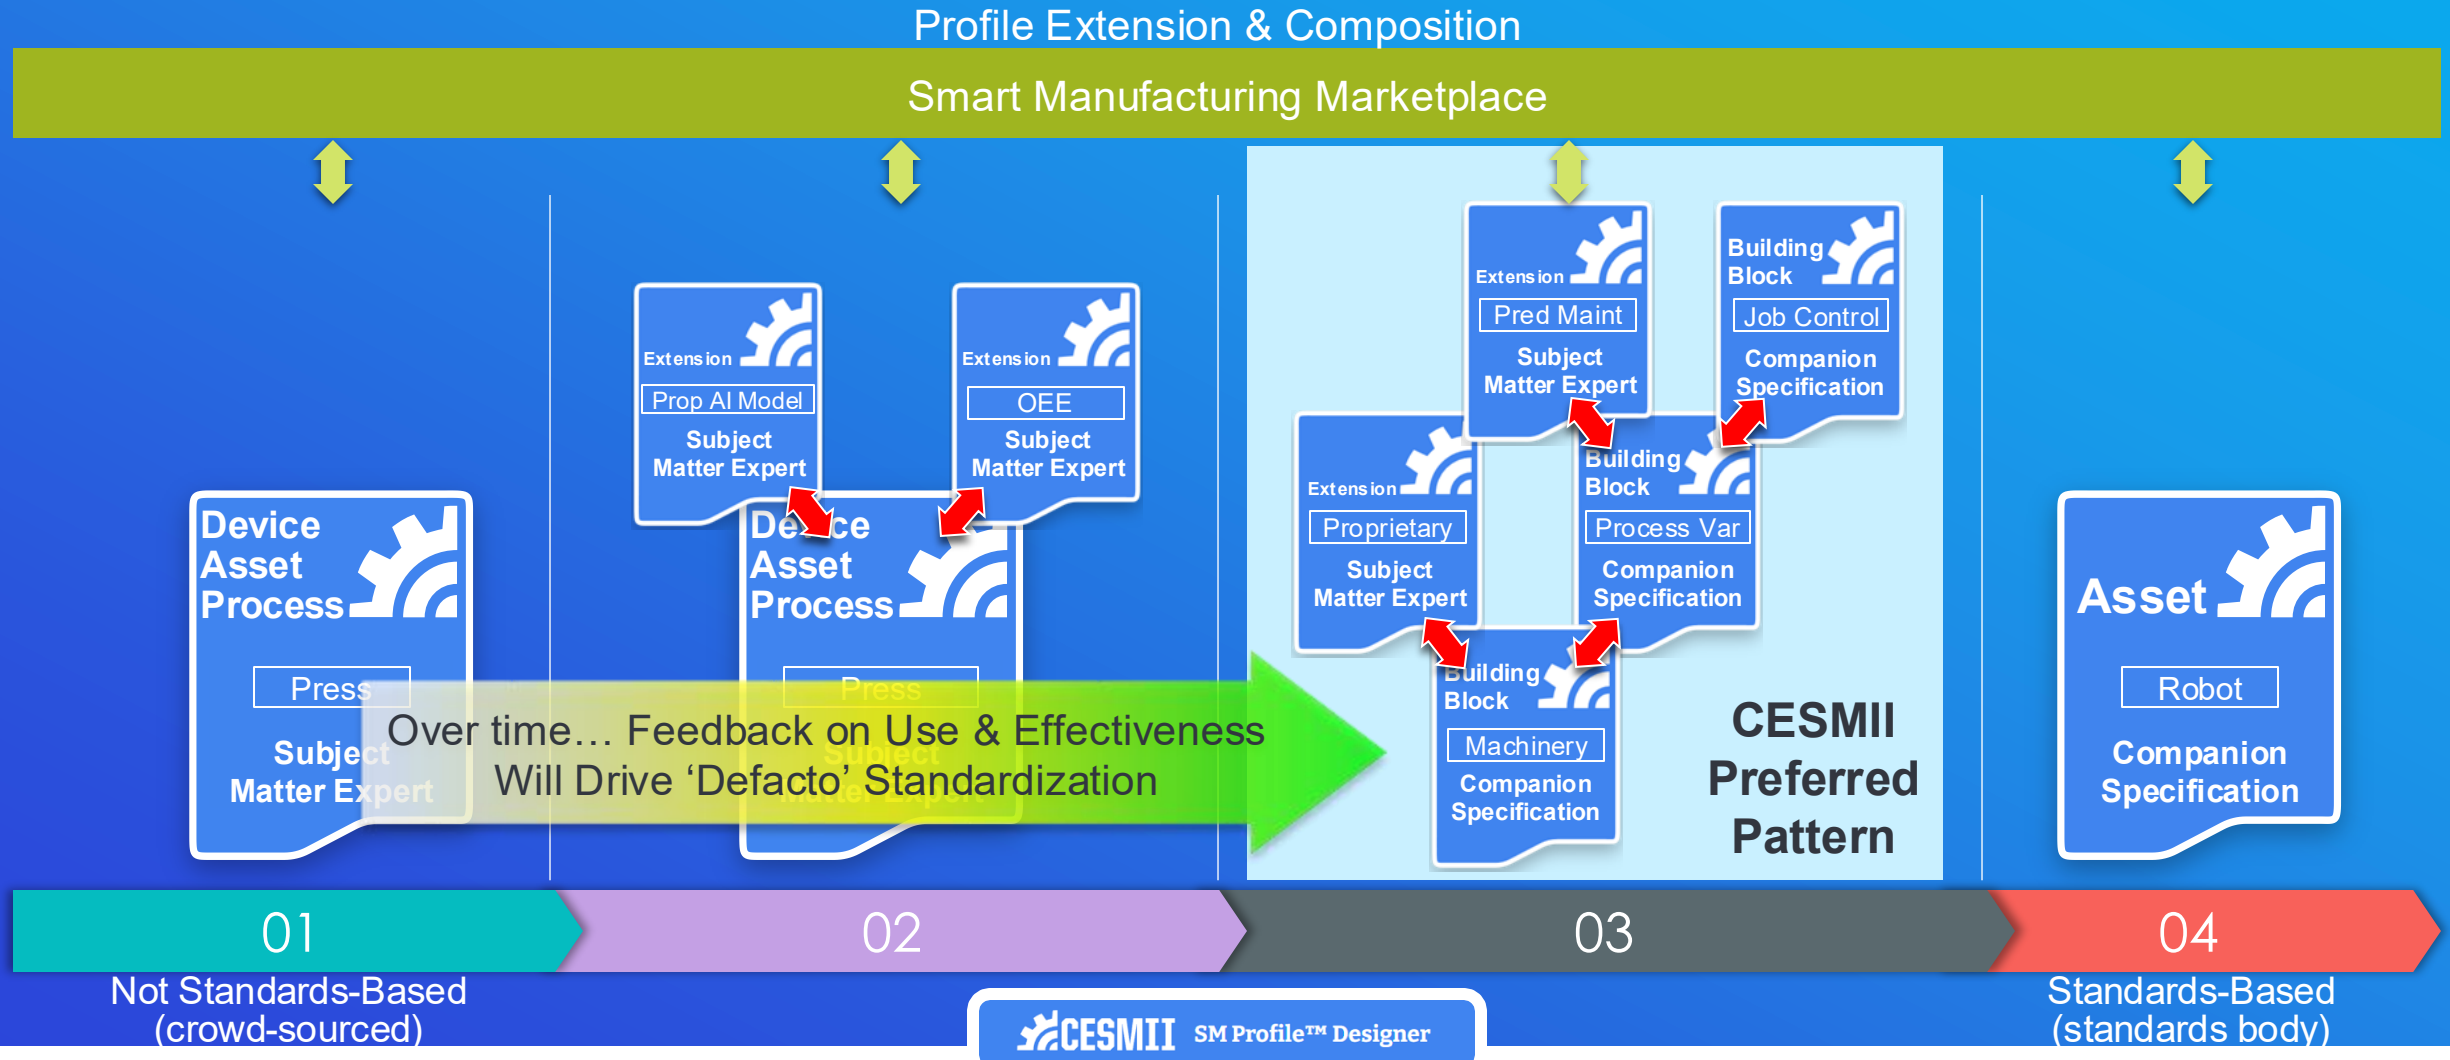 Profile Extension & Composition
Smart Manufacturing Marketplace
Device
Asset
Process
Press
Subject
Matter Expert
Extension
Prop AI Model
Subject
Matter Expert
Extension
OEE
Subject
Matter Expert
Device
Asset
Process
Press
Subject
Matter Expert
Over time... Feedback on Use & Effectiveness
Will Drive ‘Defacto’ Standardization
Extension
Pred Maint
Subject
Matter Expert
Building
Block
Job Control
Companion
Specification
Extension
Proprietary
Subject
Matter Expert
Building
Block
Process Var
Companion
Specification
Building
Block
Machinery
Companion
Specification
CESMII
Preferred
Pattern
Asset
Robot
Companion
Specification
01
02
03
04
Not Standards-Based
(crowd-sourced)
CESMII SM Profile™ Designer
Standards-Based
(standards body)